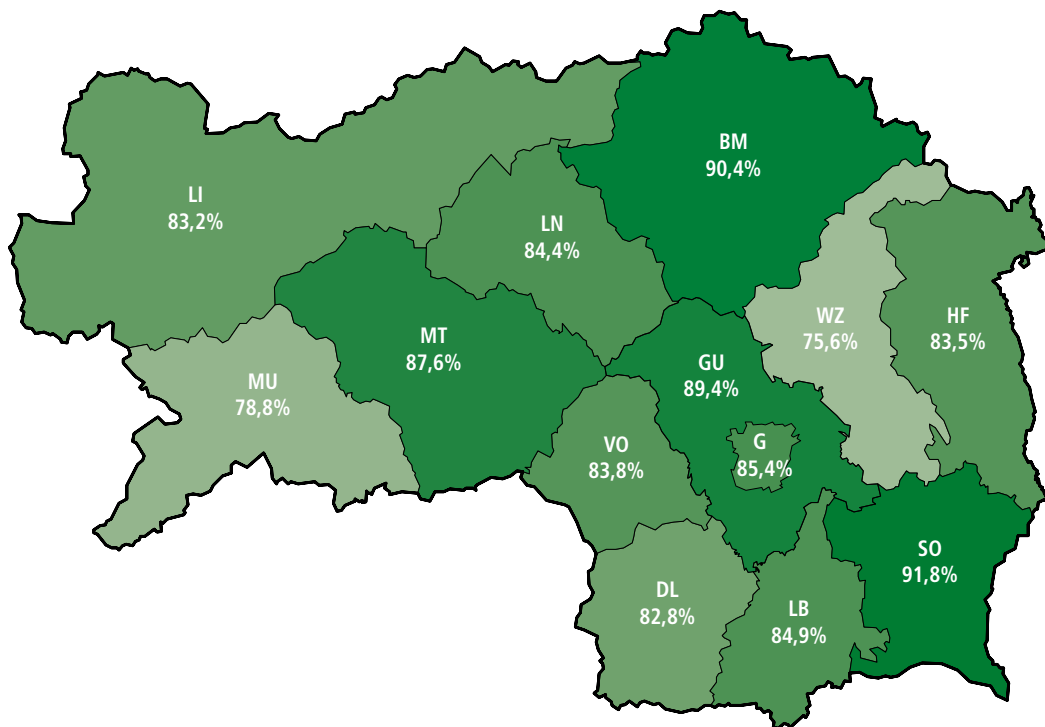 BM
90,4%
LI
83,2%
LN
84,4%
WZ
75,6%
HF
83,5%
MT
87,6%
GU
89,4%
MU
78,8%
VO
83,8%
G
85,4%
SO
91,8%
DL
82,8%
LB
84,9%